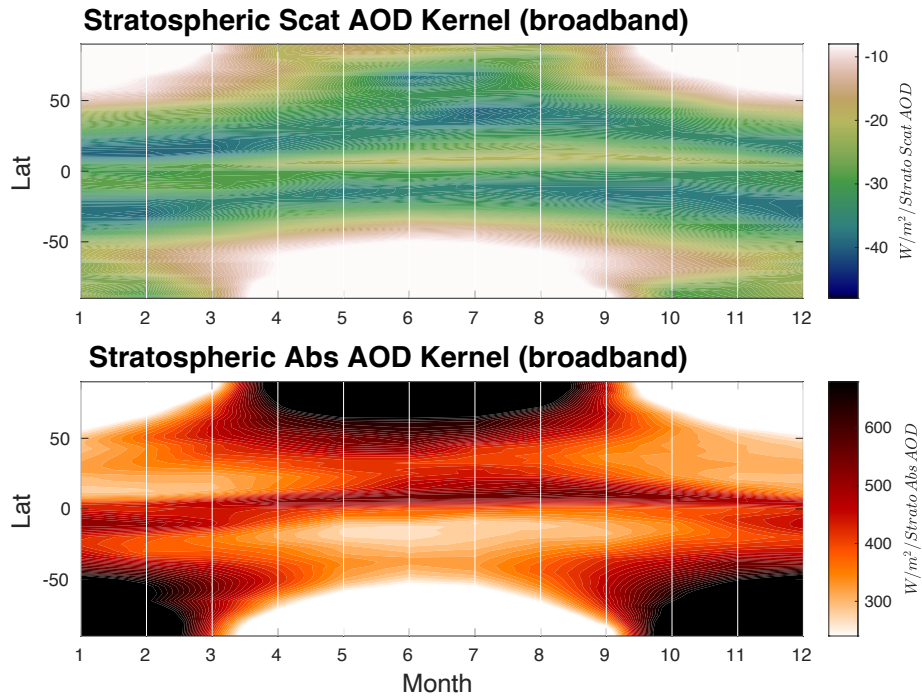 Stratospheric Scat AOD Kernel (broadband)
50
0
-50
Lat
1 2 3 4 5 6 7 8 9 10 11 12
-10
-20
-30
-40
W/m²/Strato Scat AOD
Stratospheric Abs AOD Kernel (broadband)
50
0
-50
Lat
1 2 3 4 5 6 7 8 9 10 11 12
Month
600
500
400
300
W/m²/Strato Abs AOD